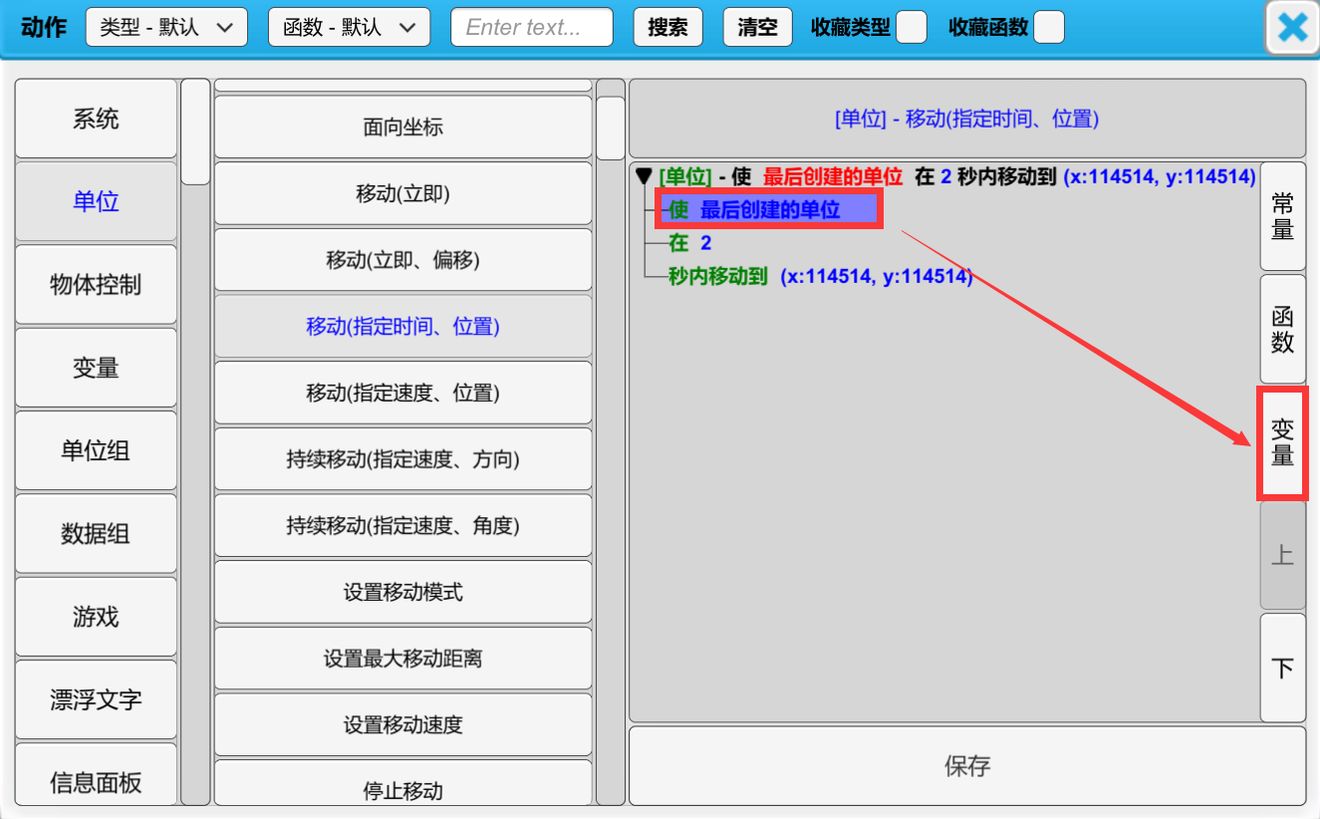 动作 类型 - 默认 函数 - 默认 Enter text... 搜索 清空 收藏类型 收藏函数
系统
单位
物体控制
变量
单位组
数据组
游戏
漂浮文字
信息面板
面向坐标
移动(立即)
移动(立即、偏移)
移动(指定时间、位置)
移动(指定速度、位置)
持续移动(指定速度、方向)
持续移动(指定速度、角度)
设置移动模式
设置最大移动距离
设置移动速度
停止移动
[单位] - 移动(指定时间、位置)
[单位] - 使 最后创建的单位 在 2 秒内移动到 (x:114514, y:114514)
使 最后创建的单位
在 2
秒内移动到 (x:114514, y:114514)
常量
函数
变量
上
下
保存